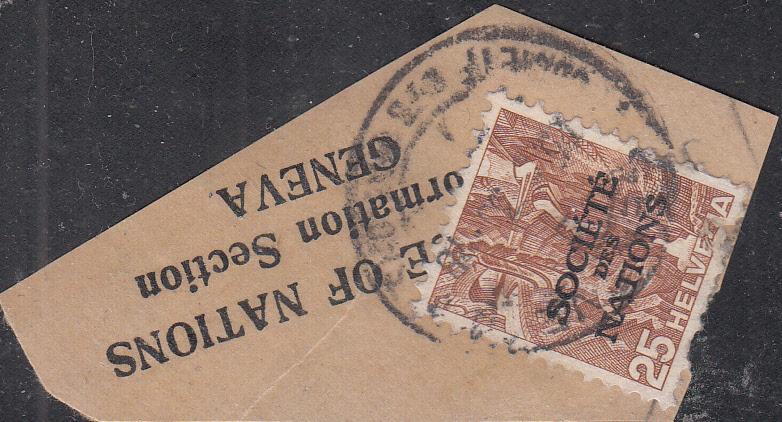 E OF NATIONS
ormation Section
GENEVA
SOCIÉTÉ
DES
NATIONS
25 HELVETIA